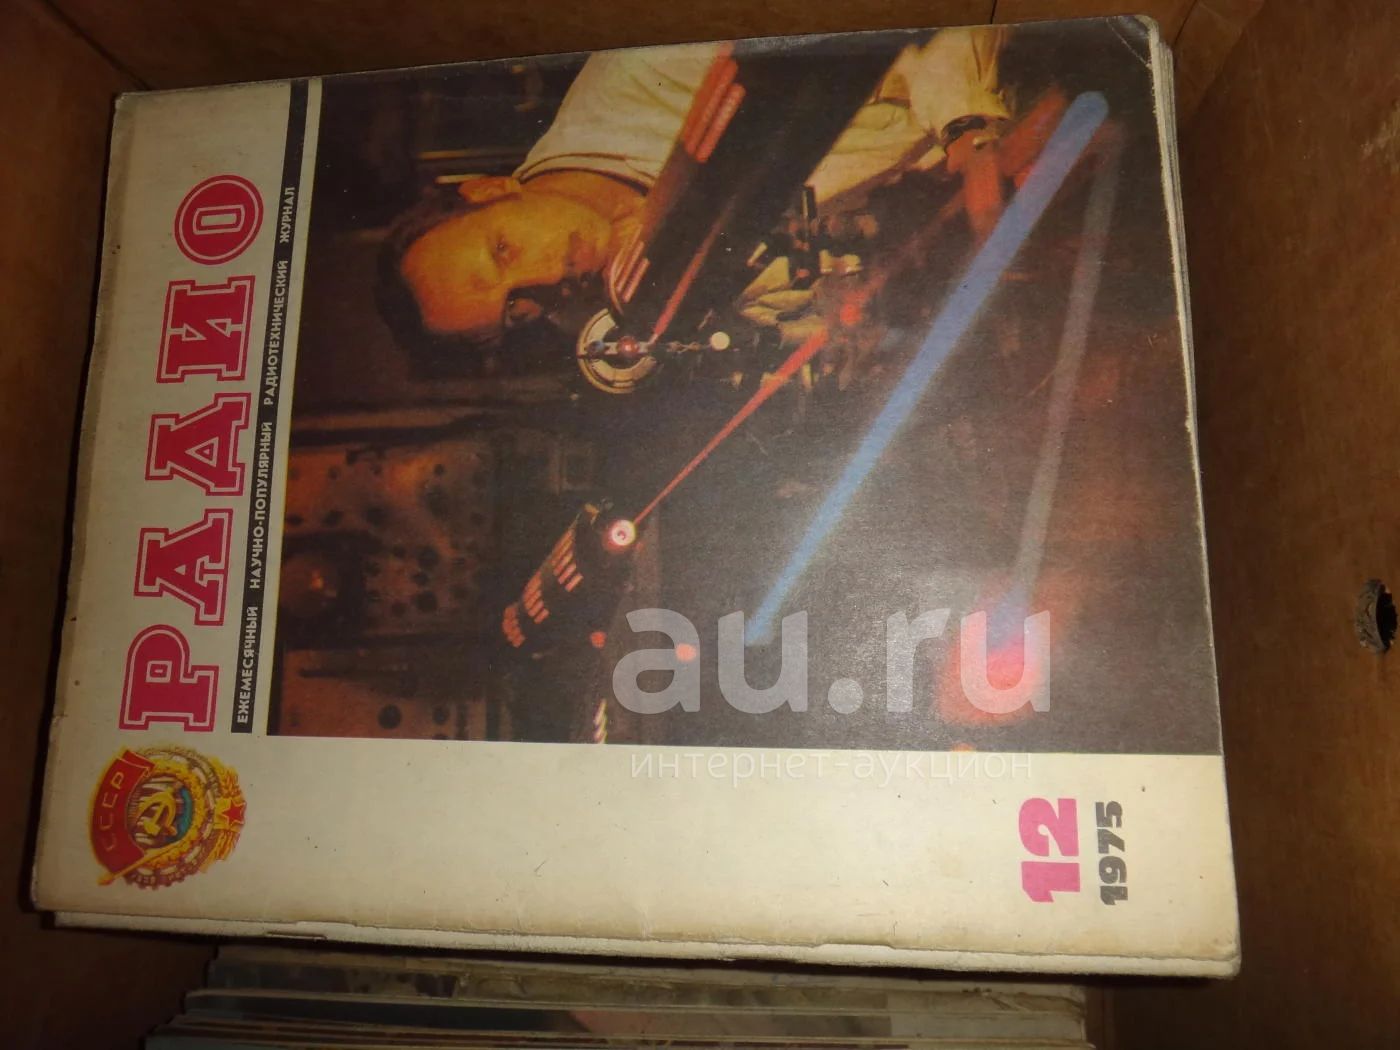 РАДИО
ЕЖЕМЕСЯЧНЫЙ НАУЧНО-ПОПУЛЯРНЫЙ РАДИОТЕХНИЧЕСКИЙ ЖУРНАЛ
СССР
12
1975
au.ru
интернет-аукцион